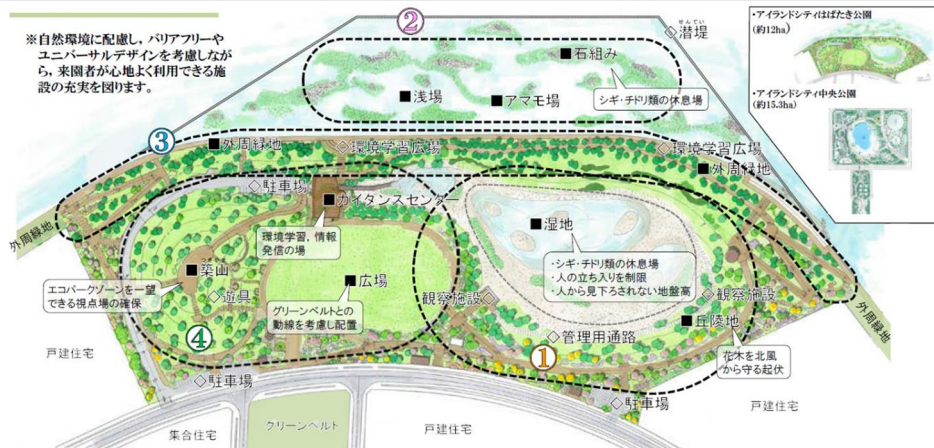 ※自然環境に配慮し，バリアフリーや
ユニバーサルデザインを考慮しなが
ら，来園者が心地よく利用できる施
設の充実を図ります。
②
せんてい
◇潜堤
・アイランドシティはばたき公園
(約12ha)
・アイランドシティ中央公園
(約15.3ha)
■石組み
■浅場
■アマモ場
シギ・チドリ類の休息場
③
■外周緑地
◇環境学習広場
◇環境学習広場
■外周緑地
◇駐車場
■ガイダンスセンター
外周緑地
環境学習，情報
発信の場
■湿地
・シギ・チドリ類の休息場
・人の立ち入りを制限
・人から見下ろされない地盤高
■築山
エコパークゾーンを一望
できる視点場の確保
◇遊具
■広場
グリーンベルトとの
動線を考慮し配置
観察施設◇
◇観察施設
■丘陵地
外周緑地
④
◇管理用通路
①
花木を北風
から守る起伏
戸建住宅
◇駐車場
◇駐車場
戸建住宅
集合住宅
グリーンベルト
戸建住宅